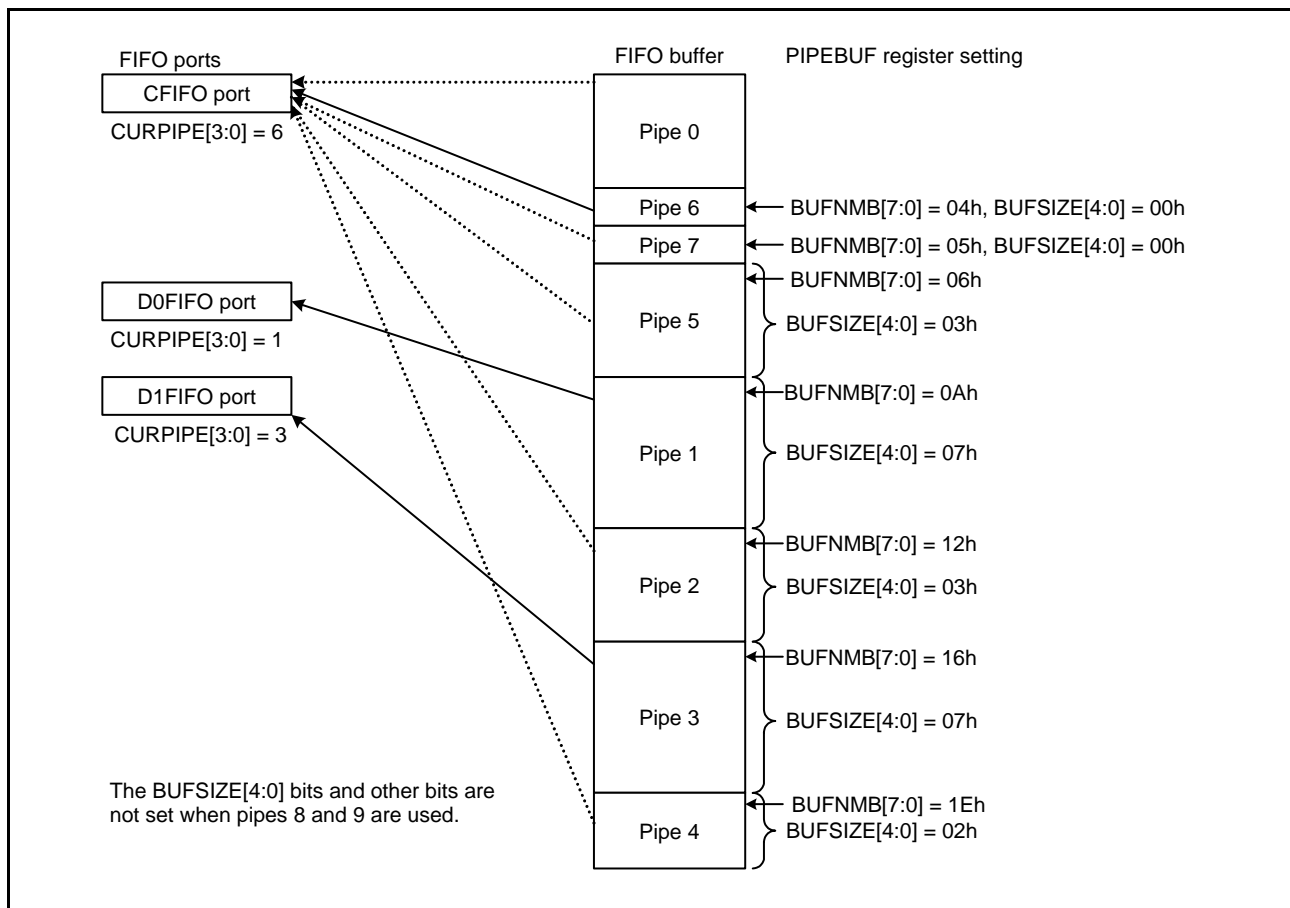 FIFO ports
FIFO buffer
PIPEBUF register setting
CFIFO port
CURPIPE[3:0] = 6
Pipe 0
Pipe 6
BUFNMB[7:0] = 04h, BUFSIZE[4:0] = 00h
Pipe 7
BUFNMB[7:0] = 05h, BUFSIZE[4:0] = 00h
BUFNMB[7:0] = 06h
D0FIFO port
CURPIPE[3:0] = 1
Pipe 5
BUFSIZE[4:0] = 03h
D1FIFO port
CURPIPE[3:0] = 3
BUFNMB[7:0] = 0Ah
Pipe 1
BUFSIZE[4:0] = 07h
BUFNMB[7:0] = 12h
Pipe 2
BUFSIZE[4:0] = 03h
BUFNMB[7:0] = 16h
Pipe 3
BUFSIZE[4:0] = 07h
The BUFSIZE[4:0] bits and other bits are
not set when pipes 8 and 9 are used.
BUFNMB[7:0] = 1Eh
Pipe 4
BUFSIZE[4:0] = 02h